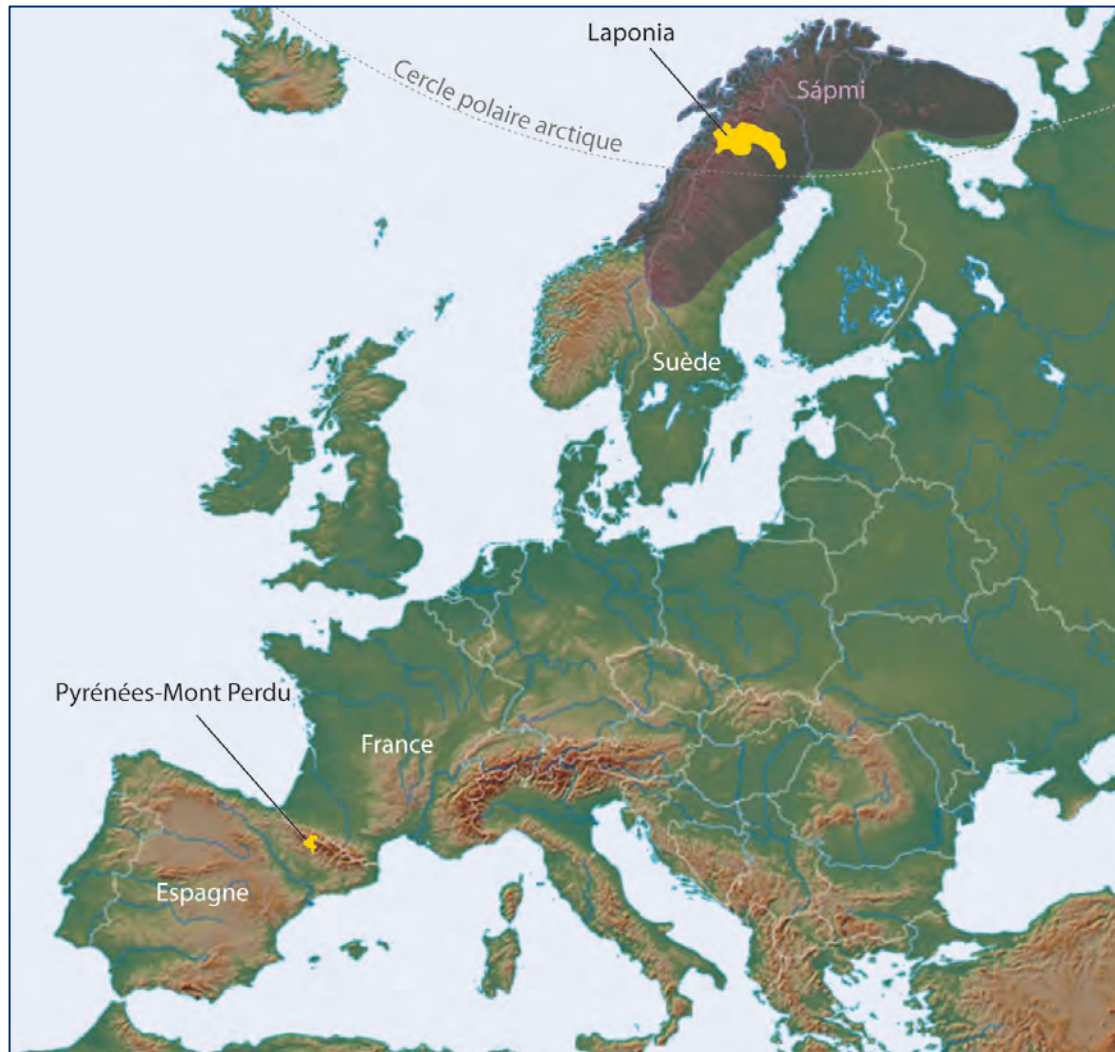 Laponia
Sápmi
Cercle polaire arctique
Suède
Pyrénées-Mont Perdu
France
Espagne